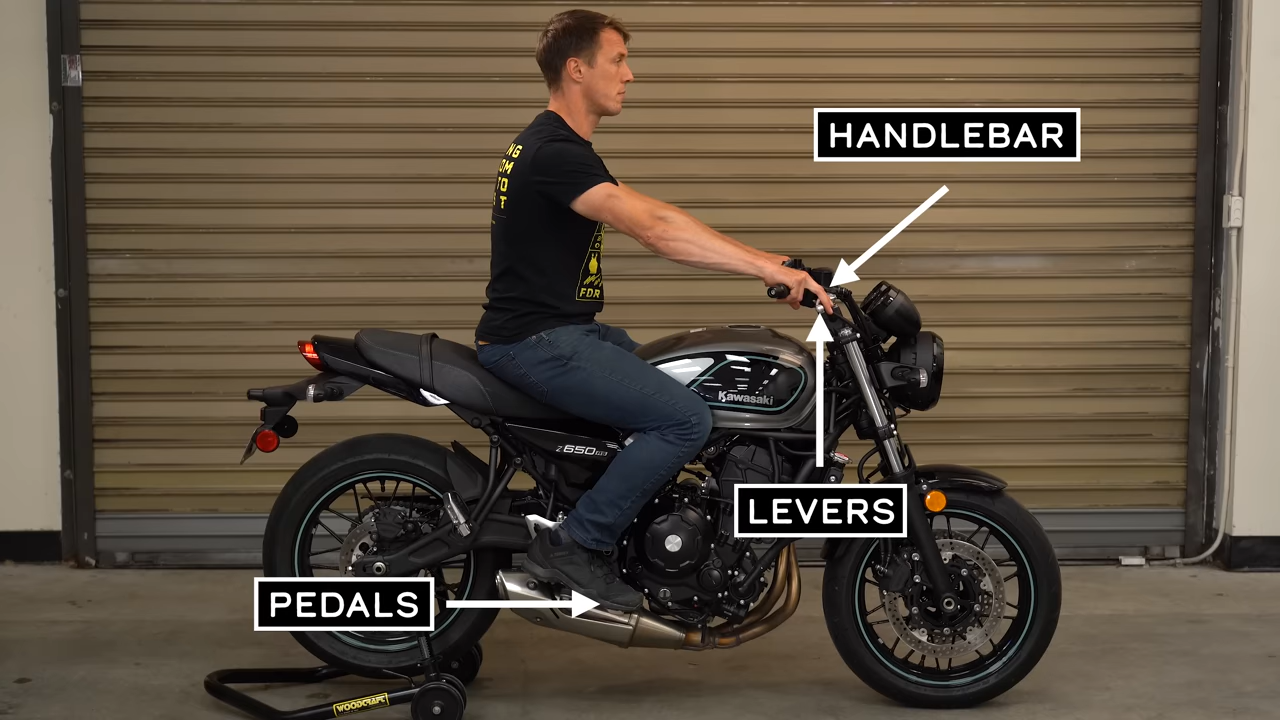 HANDLEBAR
FDR
Kawasaki
Z650RS
LEVERS
PEDALS
WOODCRAFT